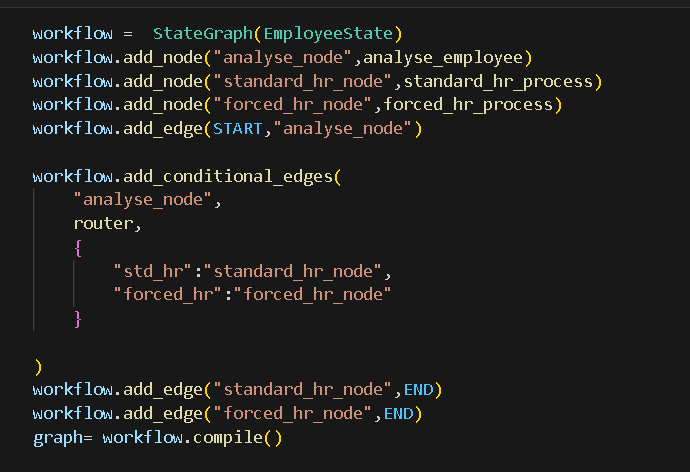 workflow =  StateGraph(EmployeeState)
workflow.add_node("analyse_node",analyse_employee)
workflow.add_node("standard_hr_node",standard_hr_process)
workflow.add_node("forced_hr_node",forced_hr_process)
workflow.add_edge(START,"analyse_node")
workflow.add_conditional_edges(
    "analyse_node",
    router,
    {
        "std_hr":"standard_hr_node",
        "forced_hr":"forced_hr_node"
    }
)
workflow.add_edge("standard_hr_node",END)
workflow.add_edge("forced_hr_node",END)
graph= workflow.compile()